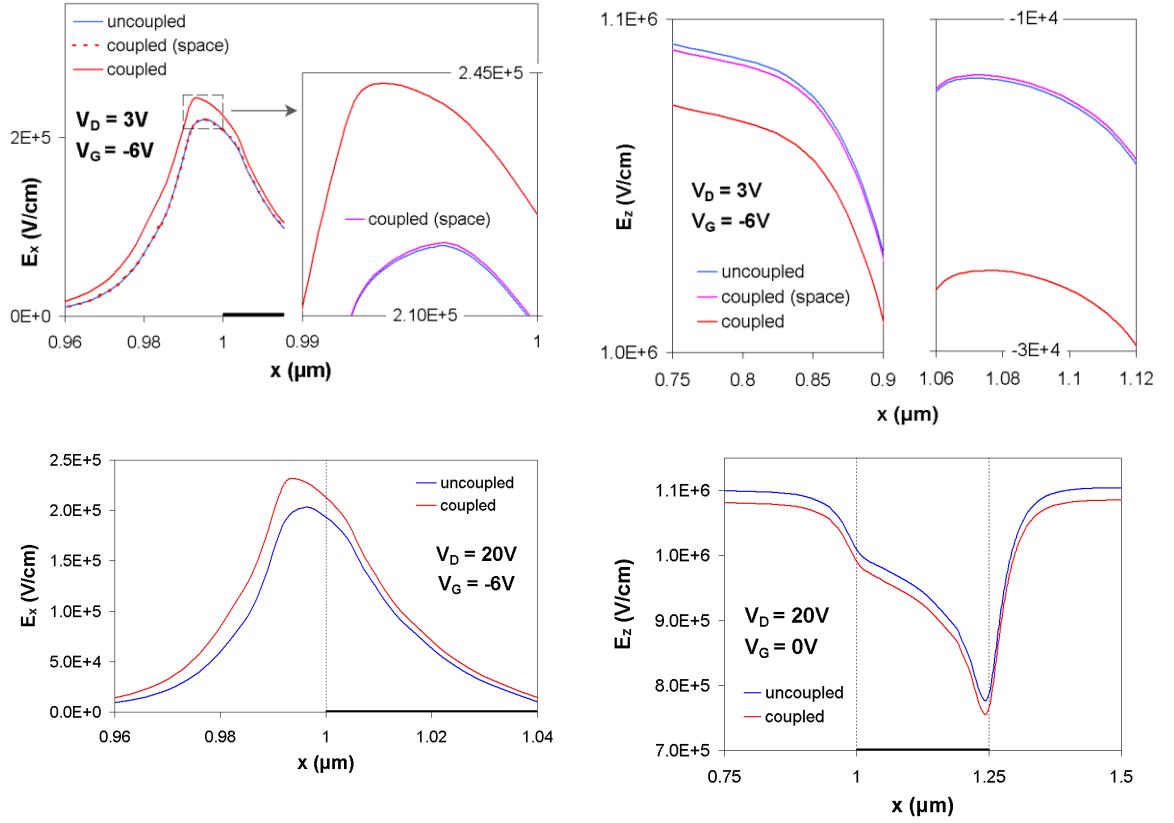 uncoupled
coupled (space)
coupled
V_D = 3V
V_G = -6V
2E+5
0E+0
E_x (V/cm)
0.96
0.98
1
x (µm)
2.45E+5
coupled (space)
2.10E+5
0.99
1
1.1E+6
1.0E+6
E_z (V/cm)
V_D = 3V
V_G = -6V
uncoupled
coupled (space)
coupled
0.75
0.8
0.85
0.9
-1E+4
-3E+4
1.06
1.08
1.1
1.12
x (µm)
2.5E+5
2.0E+5
1.5E+5
1.0E+5
5.0E+4
0.0E+0
E_x (V/cm)
uncoupled
coupled
V_D = 20V
V_G = -6V
0.96
0.98
1
1.02
1.04
x (µm)
1.1E+6
1.0E+6
9.0E+5
8.0E+5
7.0E+5
E_z (V/cm)
V_D = 20V
V_G = 0V
uncoupled
coupled
0.75
1
1.25
1.5
x (µm)